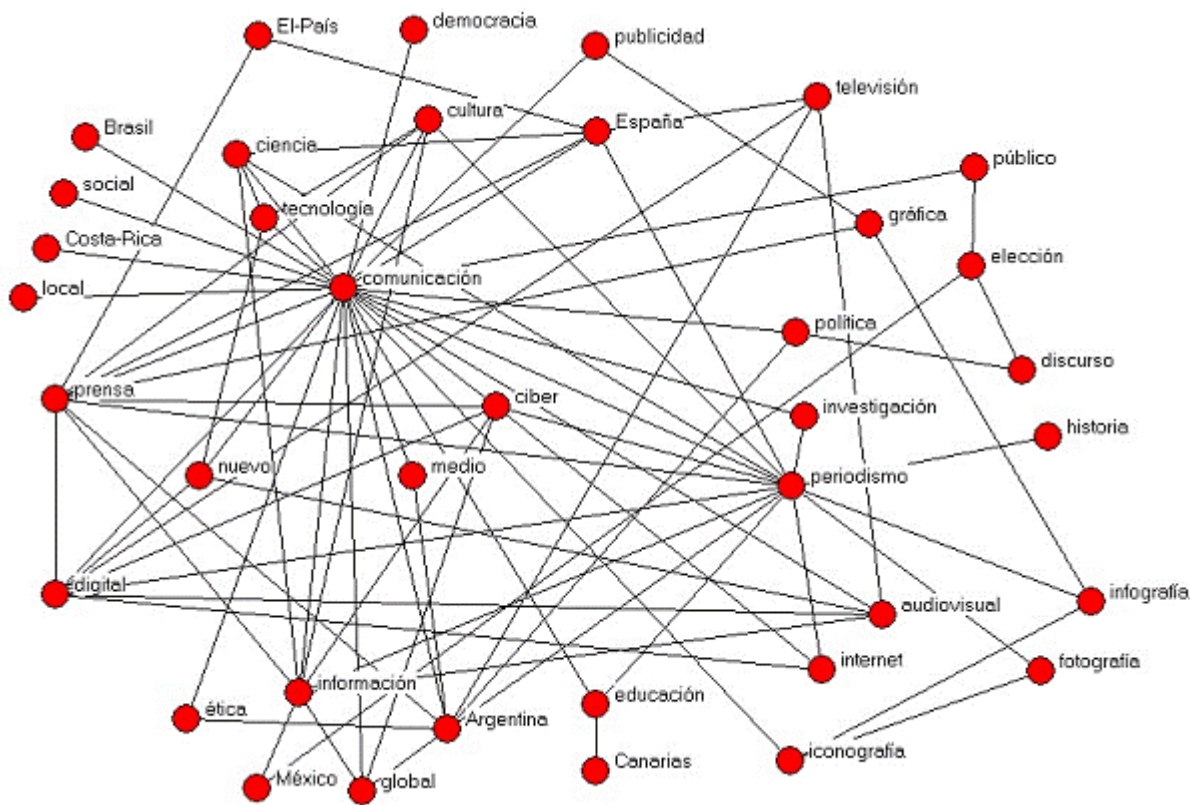 El-País
democracia
publicidad
televisión
cultura
España
Brasil
ciencia
público
social
tecnología
gráfica
Costa-Rica
elección
comunicación
local
política
discurso
prensa
ciber
investigación
historia
nuevo
medio
periodismo
digital
audiovisual
infografía
internet
fotografía
información
educación
ética
Argentina
iconografía
Canarias
México
global